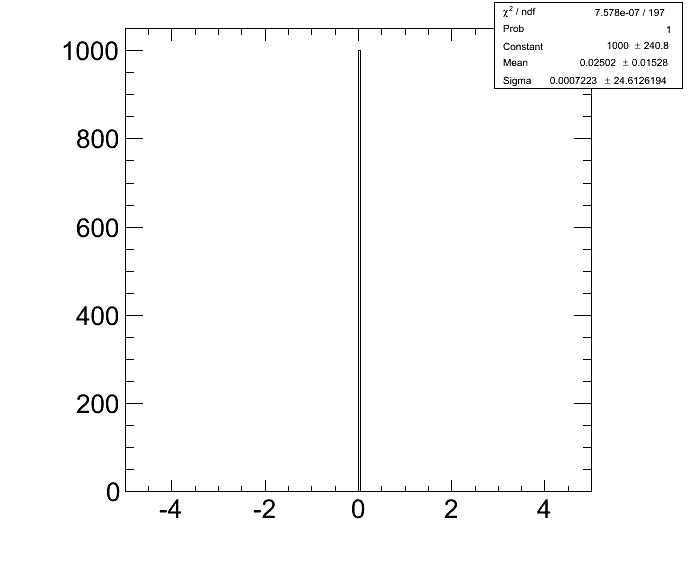 χ² / ndf 7.578e-07 / 197
Prob 1
Constant 1000 ± 240.8
Mean 0.02502 ± 0.01528
Sigma 0.0007223 ± 24.6126194
1000
800
600
400
200
0
-4 -2 0 2 4